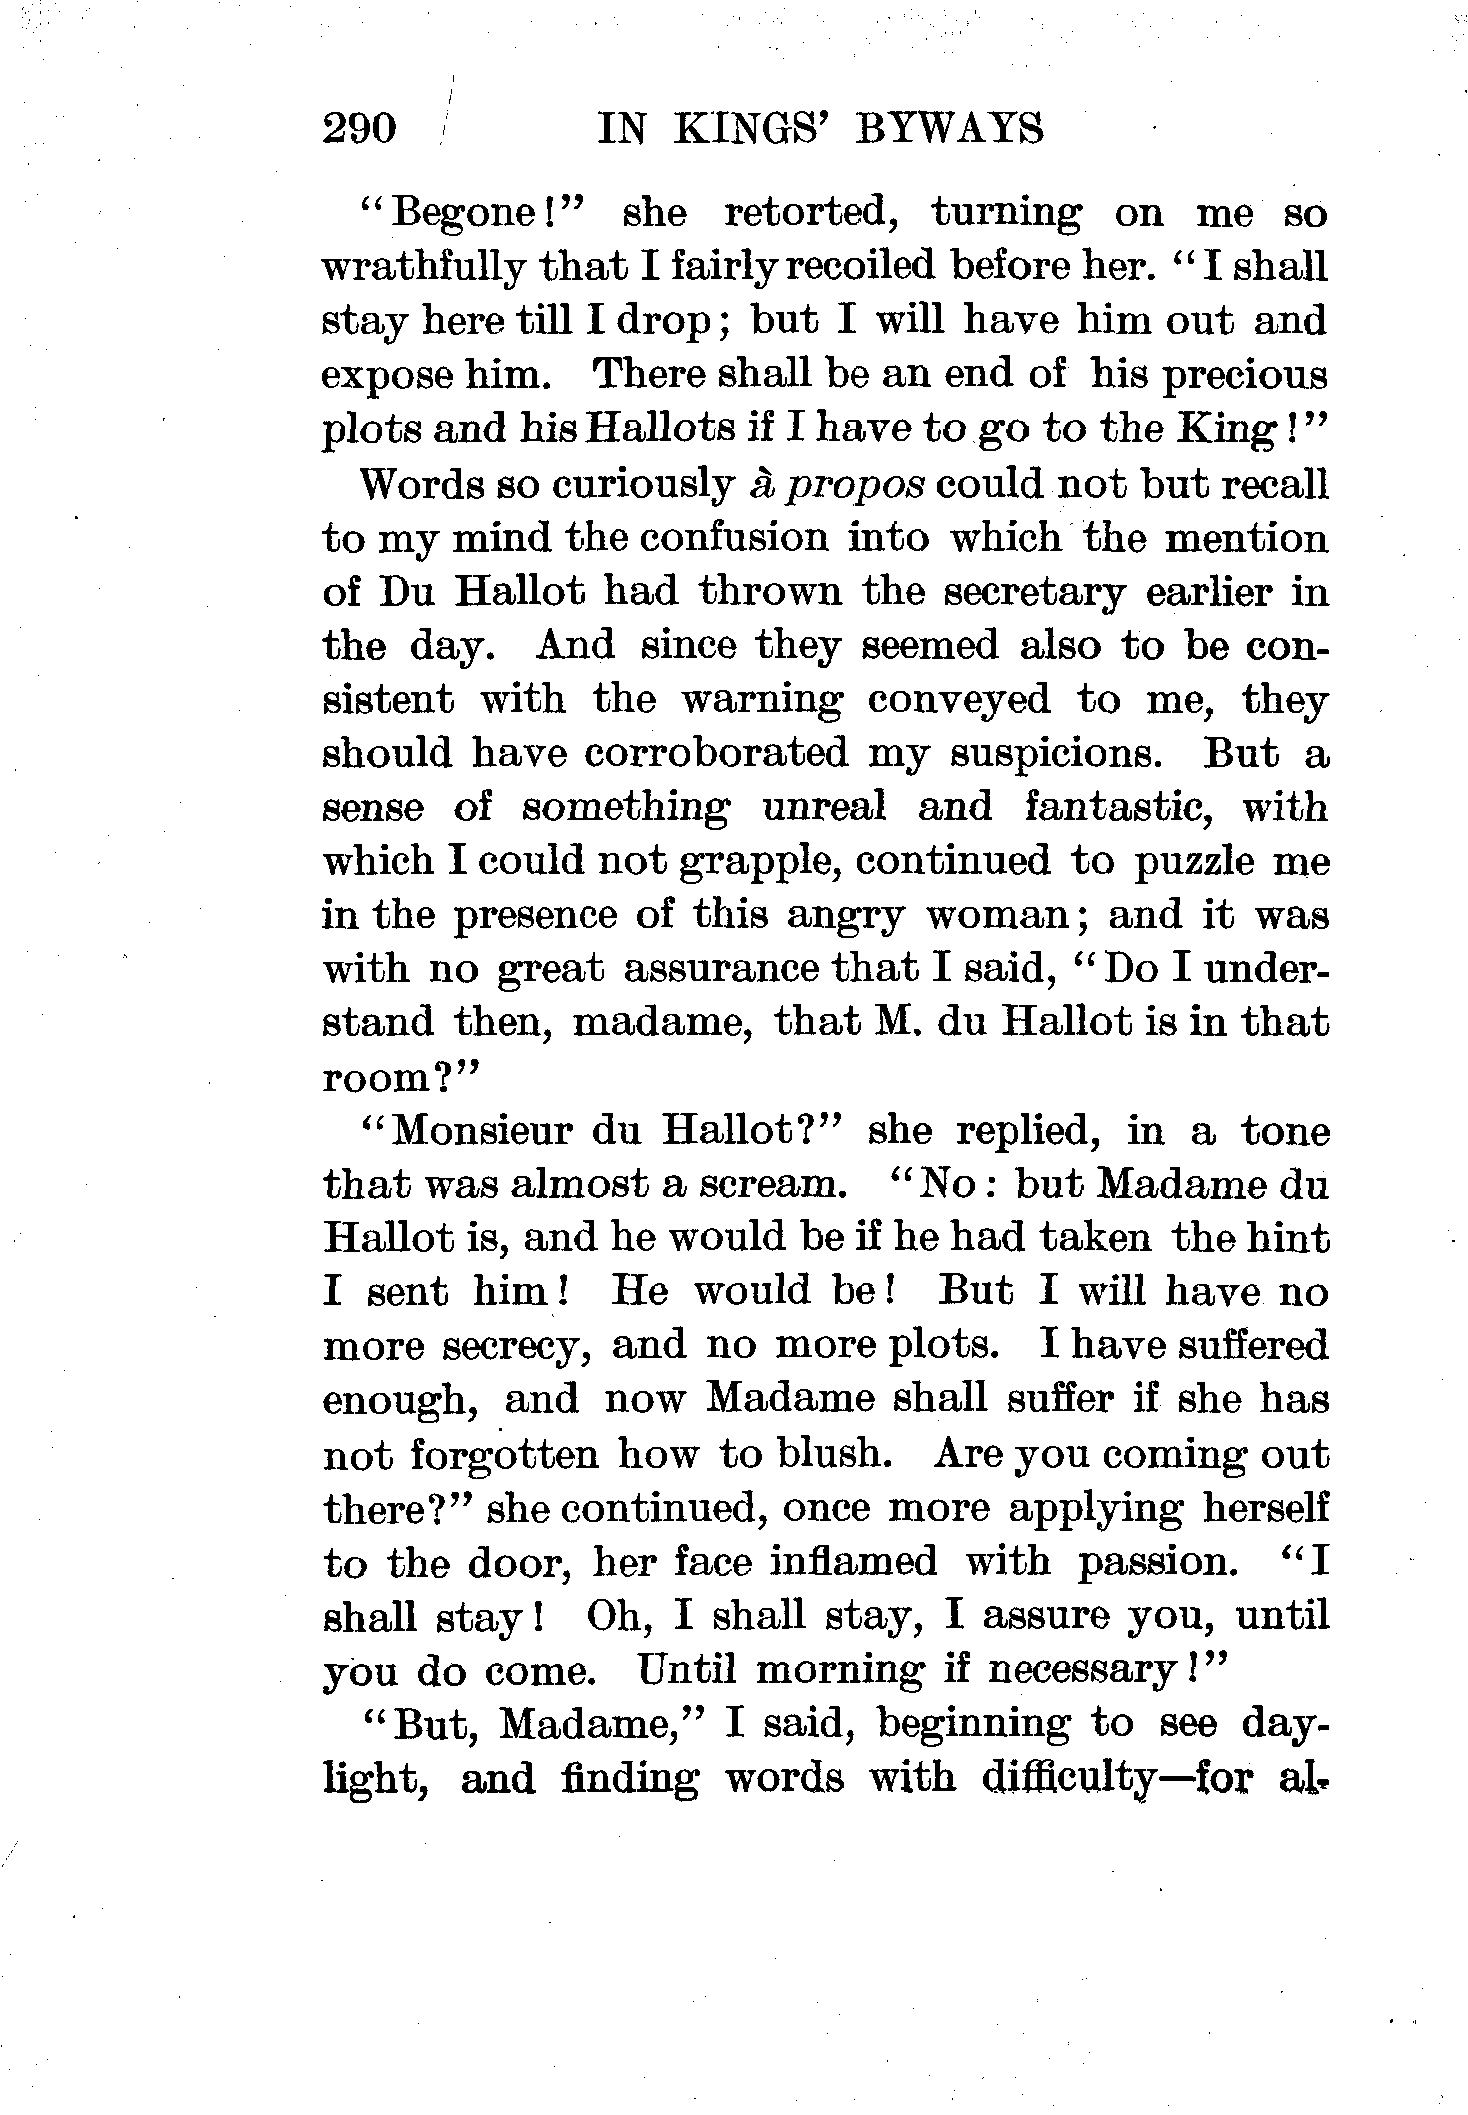 290 IN KINGS' BYWAYS
"Begone!" she retorted, turning on me so
wrathfully that I fairly recoiled before her. "I shall
stay here till I drop; but I will have him out and
expose him. There shall be an end of his precious
plots and his Hallots if I have to go to the King!"
Words so curiously à propos could not but recall
to my mind the confusion into which the mention
of Du Hallot had thrown the secretary earlier in
the day. And since they seemed also to be con-
sistent with the warning conveyed to me, they
should have corroborated my suspicions. But a
sense of something unreal and fantastic, with
which I could not grapple, continued to puzzle me
in the presence of this angry woman; and it was
with no great assurance that I said, "Do I under-
stand then, madame, that M. du Hallot is in that
room?"
"Monsieur du Hallot?" she replied, in a tone
that was almost a scream. "No: but Madame du
Hallot is, and he would be if he had taken the hint
I sent him! He would be! But I will have no
more secrecy, and no more plots. I have suffered
enough, and now Madame shall suffer if she has
not forgotten how to blush. Are you coming out
there?" she continued, once more applying herself
to the door, her face inflamed with passion. "I
shall stay! Oh, I shall stay, I assure you, until
you do come. Until morning if necessary!"
"But, Madame," I said, beginning to see day-
light, and finding words with difficulty—for al-